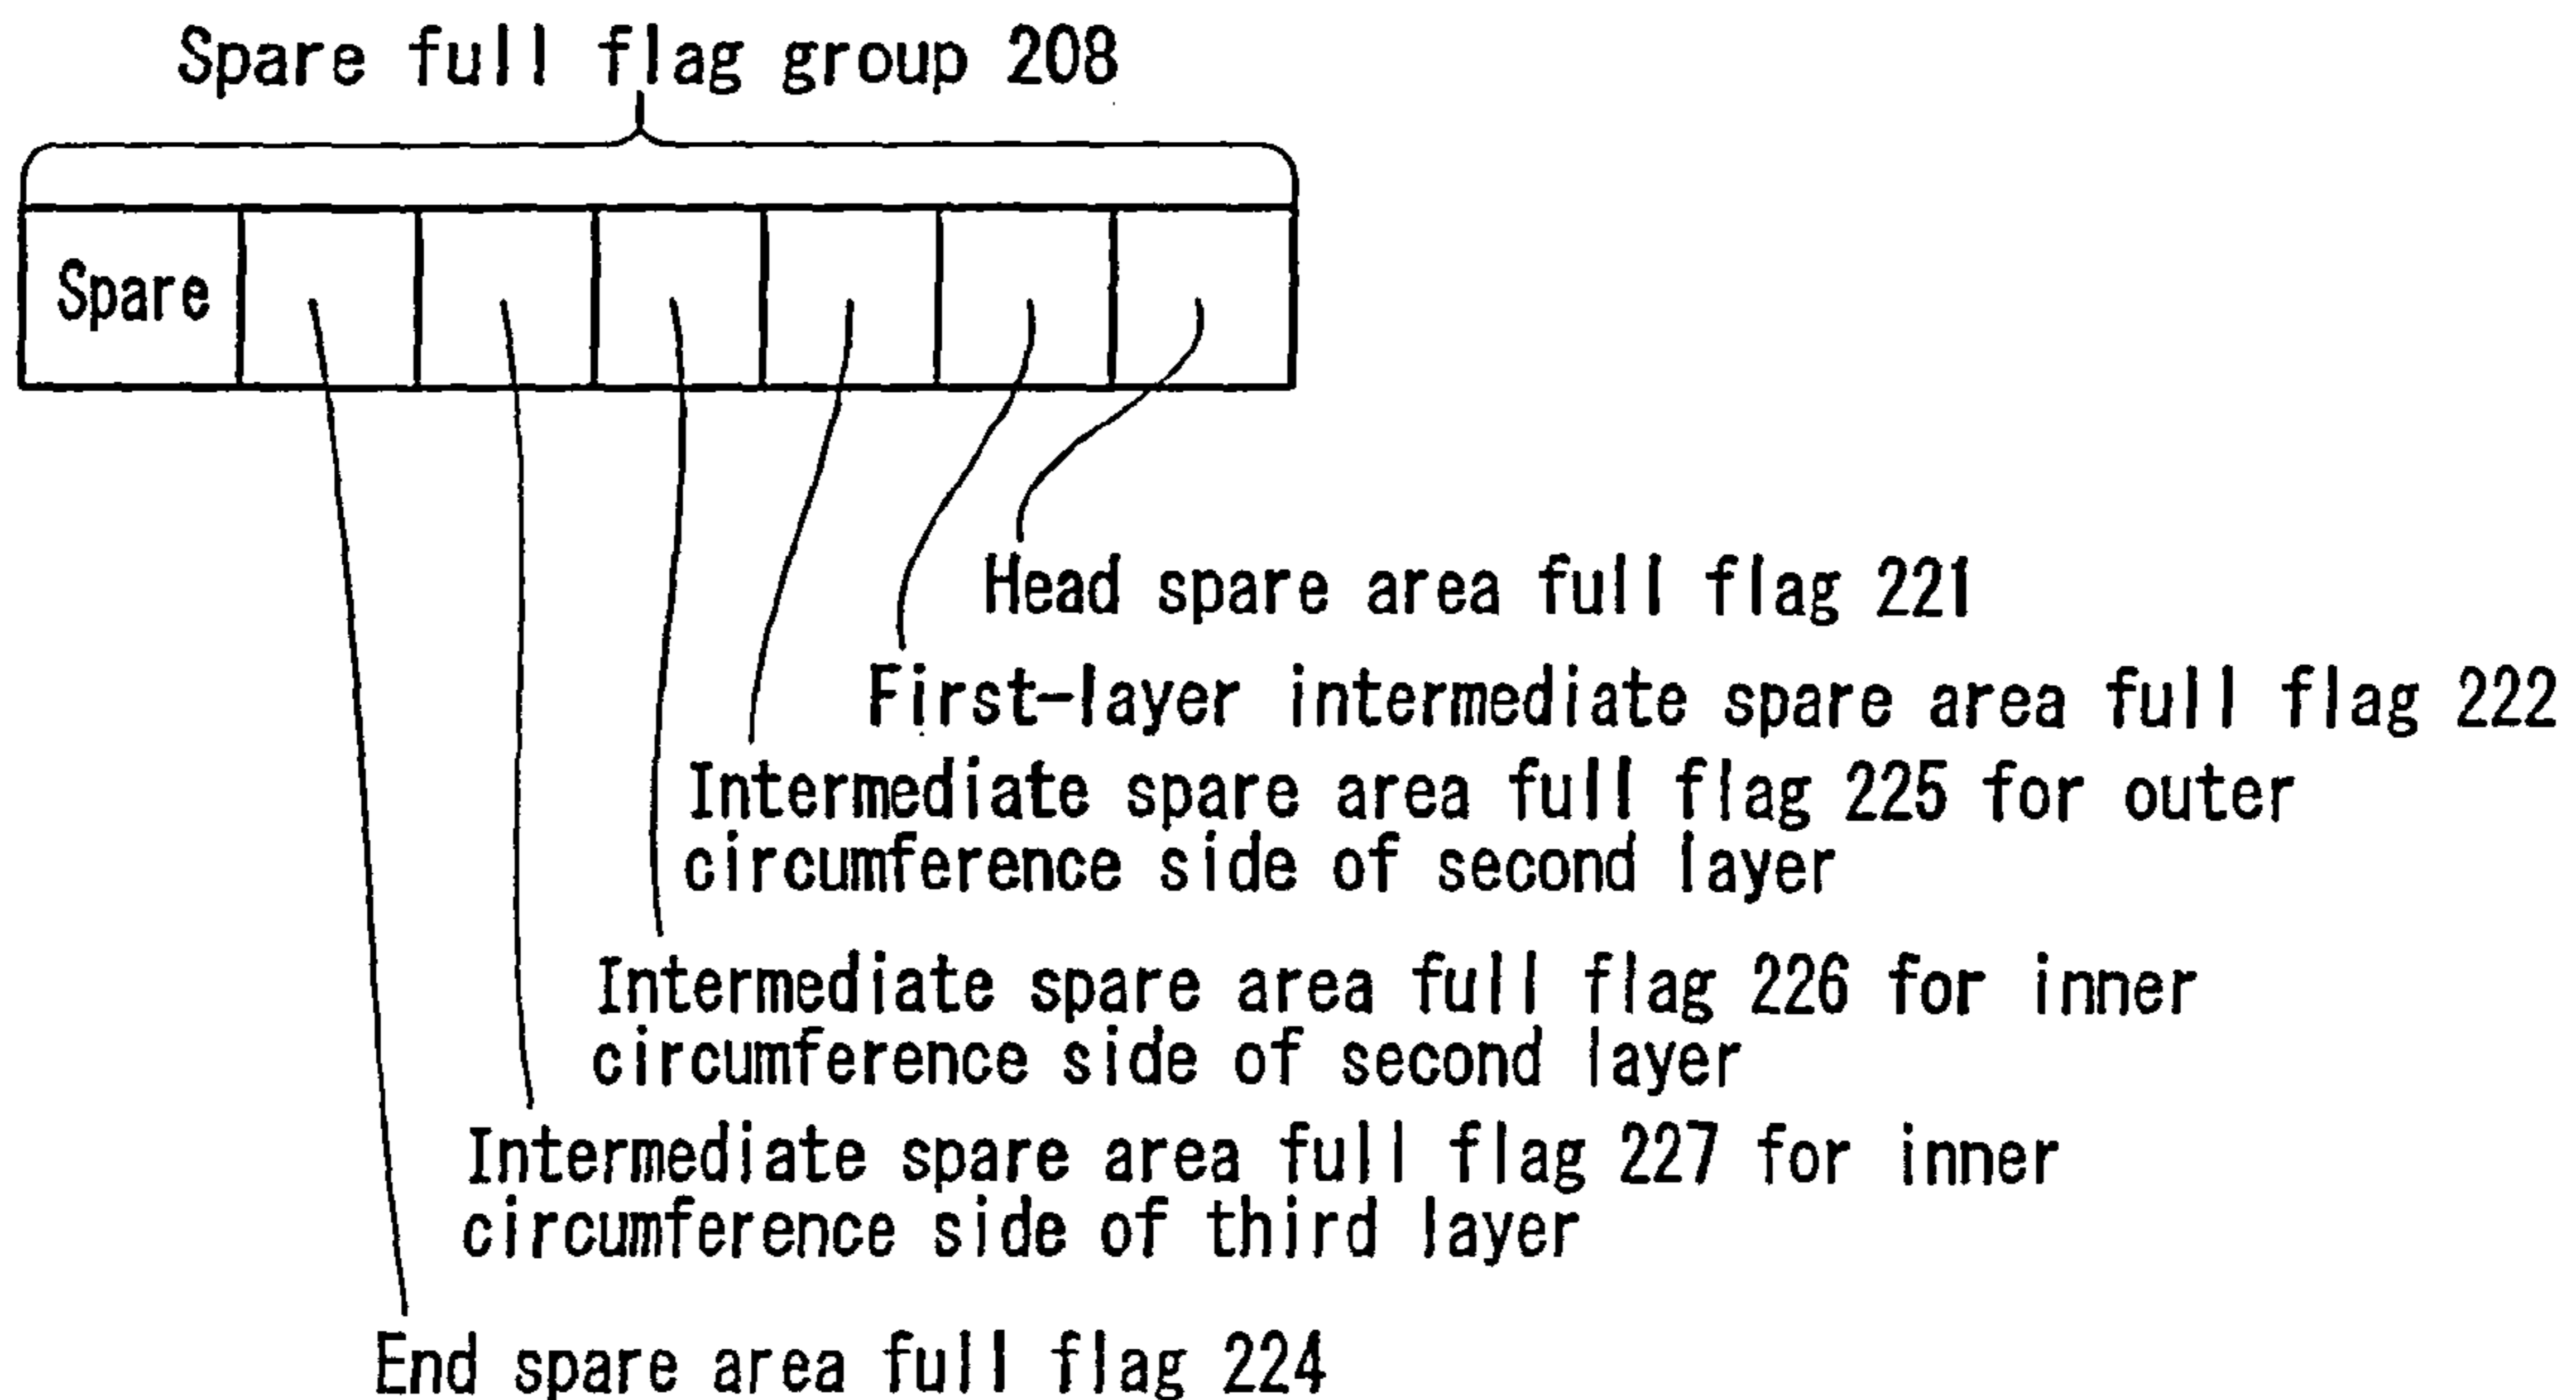 Spare full flag group 208
Spare
Head spare area full flag 221
First-layer intermediate spare area full flag 222
Intermediate spare area full flag 225 for outer
circumference side of second layer
Intermediate spare area full flag 226 for inner
circumference side of second layer
Intermediate spare area full flag 227 for inner
circumference side of third layer
End spare area full flag 224